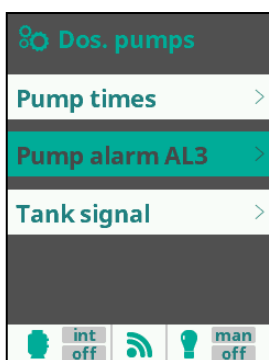 Dos. pumps
Pump times
Pump alarm AL3
Tank signal
int man
off off